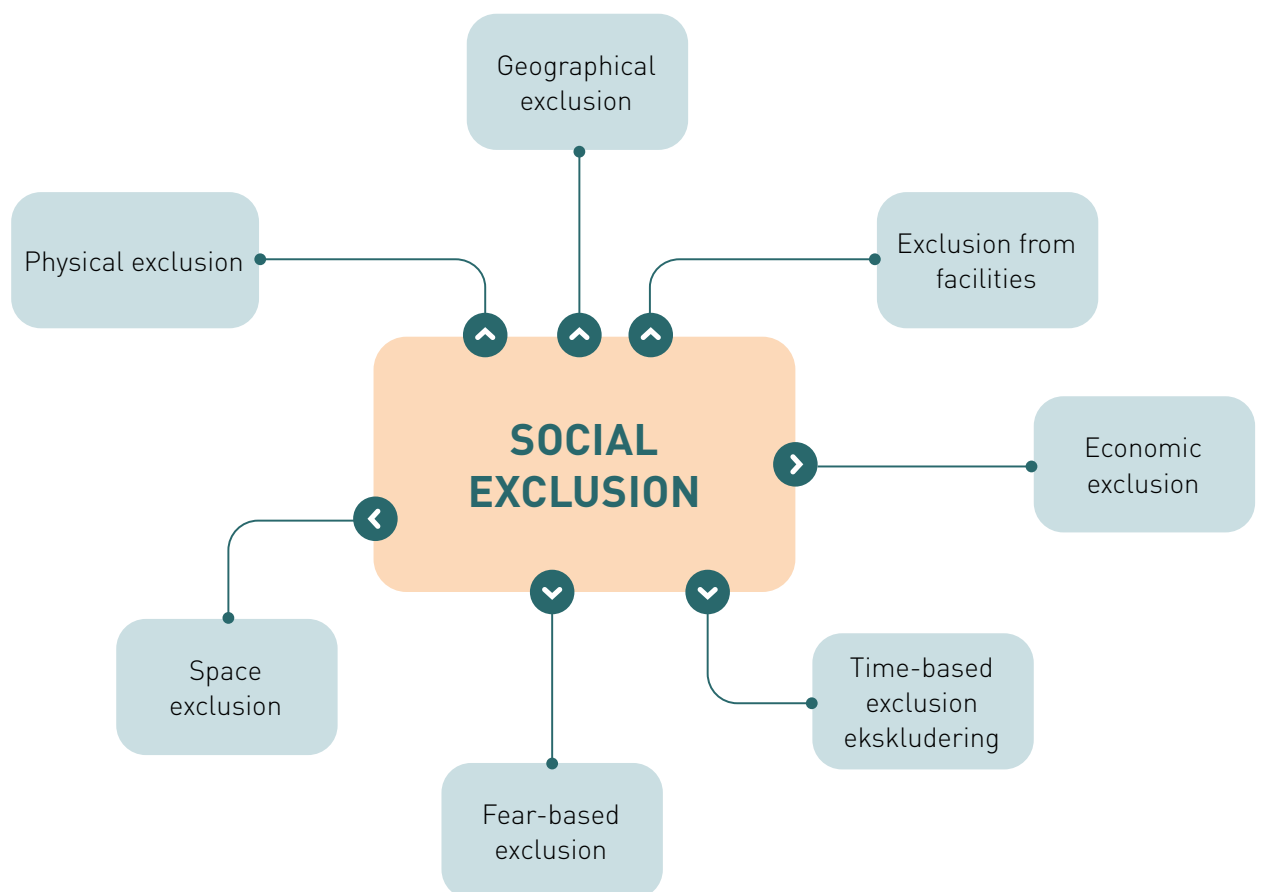 Geographical
exclusion
Physical exclusion
Exclusion from
facilities
SOCIAL
EXCLUSION
Economic
exclusion
Space
exclusion
Time-based
exclusion
ekskludering
Fear-based
exclusion